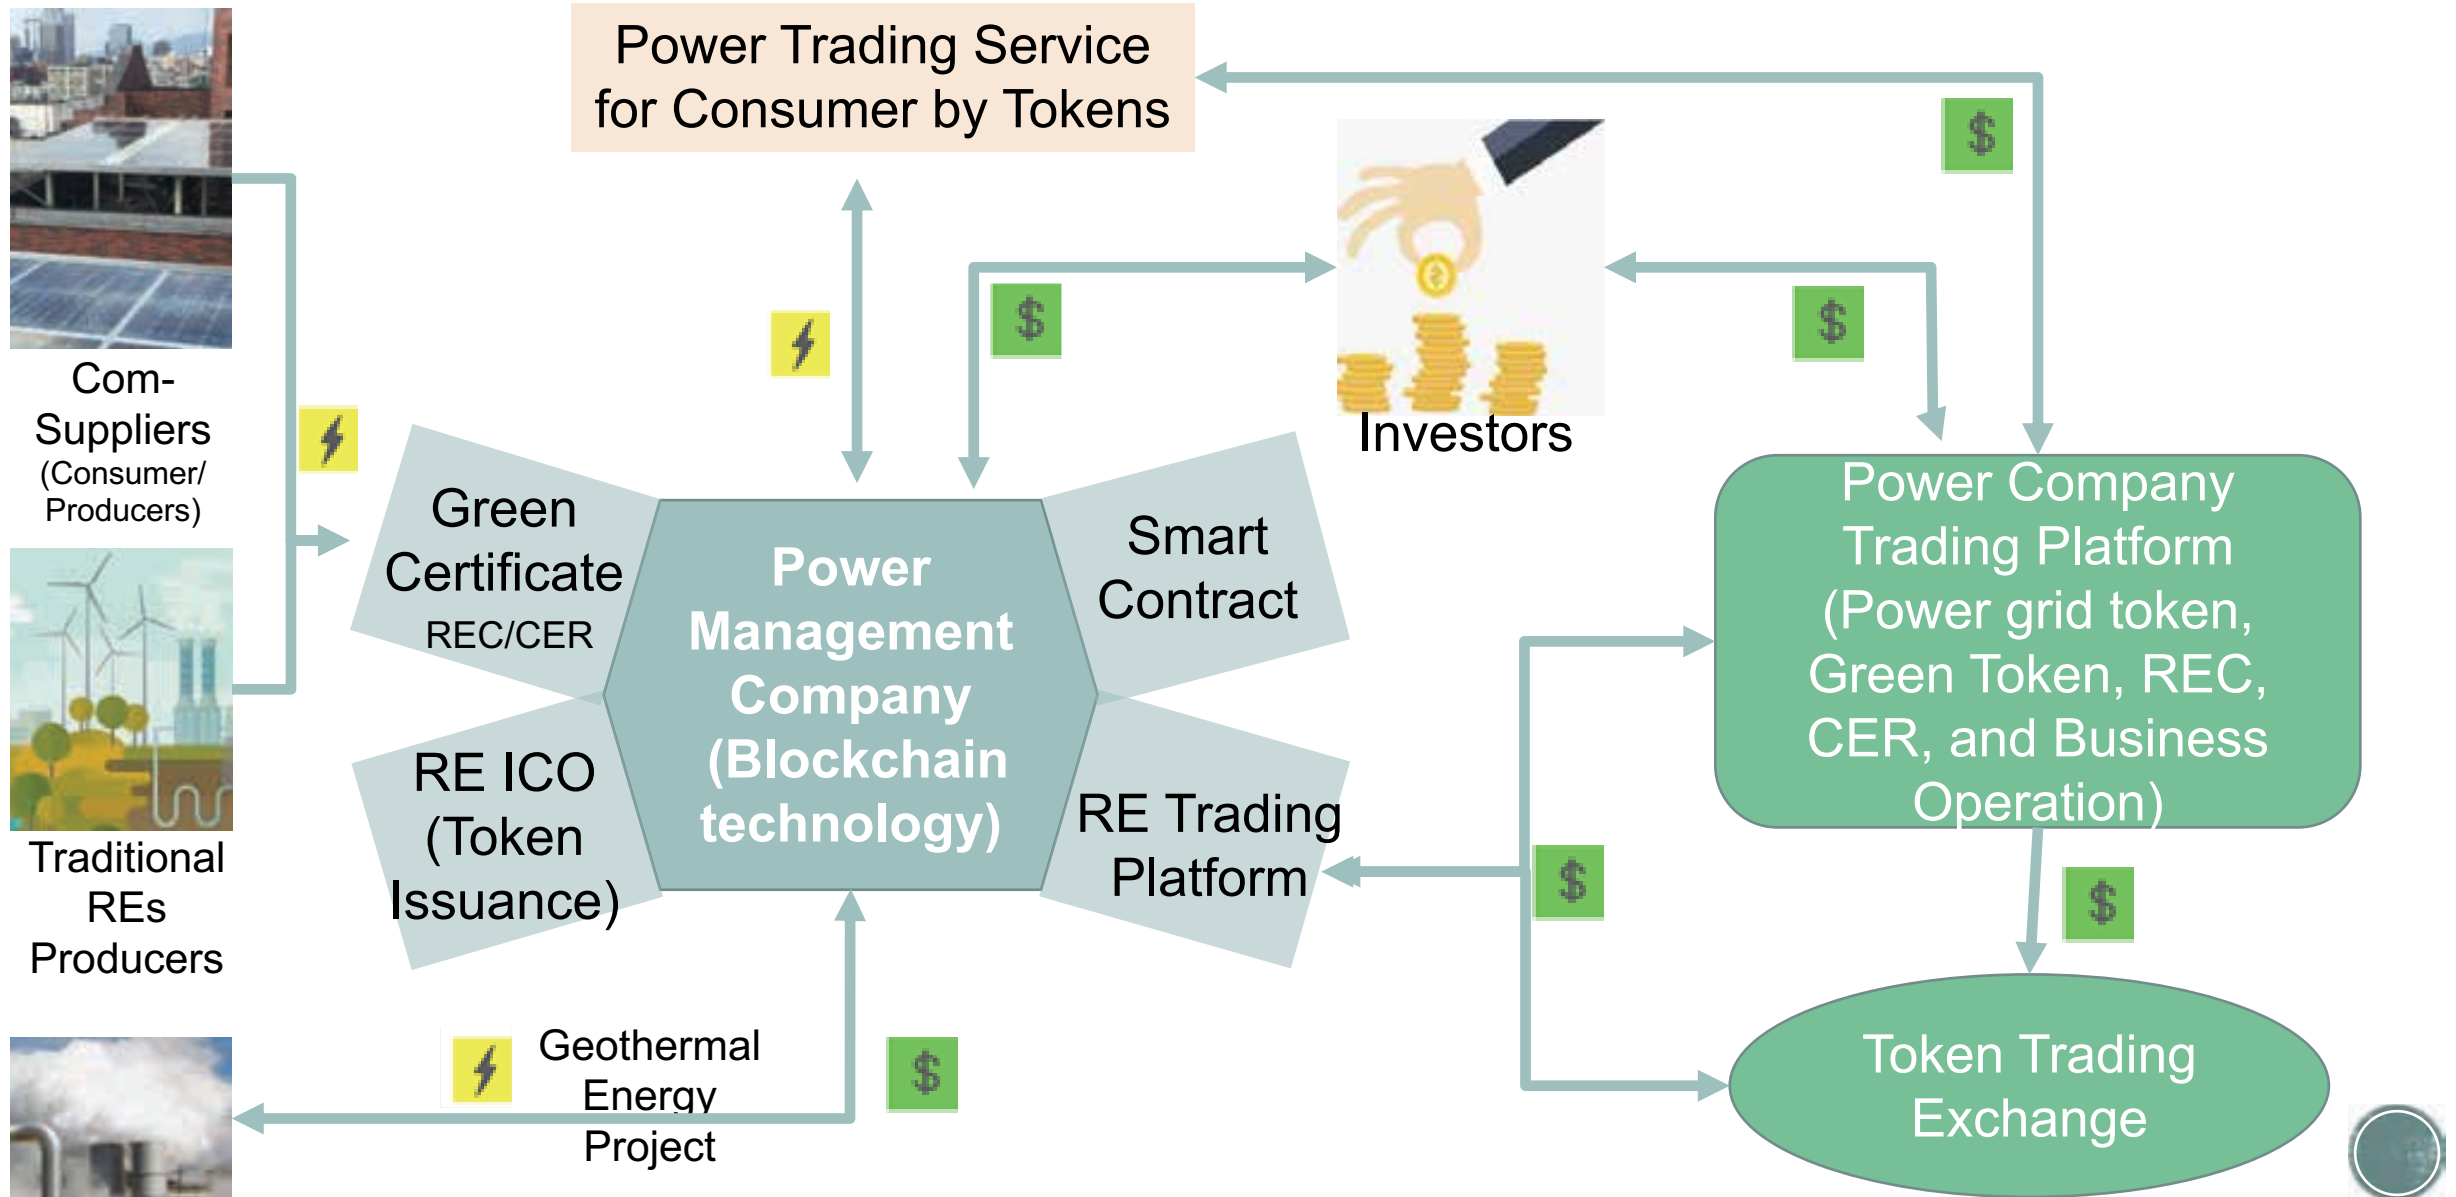 Power Trading Service
for Consumer by Tokens
$
$
$
Investors
Com-
Suppliers
(Consumer/
Producers)
Green
Certificate
REC/CER
Power
Management
Company
(Blockchain
technology)
Smart
Contract
Power Company
Trading Platform
(Power grid token,
Green Token, REC,
CER, and Business
Operation)
RE ICO
(Token
Issuance)
RE Trading
Platform
$
$
Traditional
REs
Producers
Geothermal
Energy
Project
$
Token Trading
Exchange